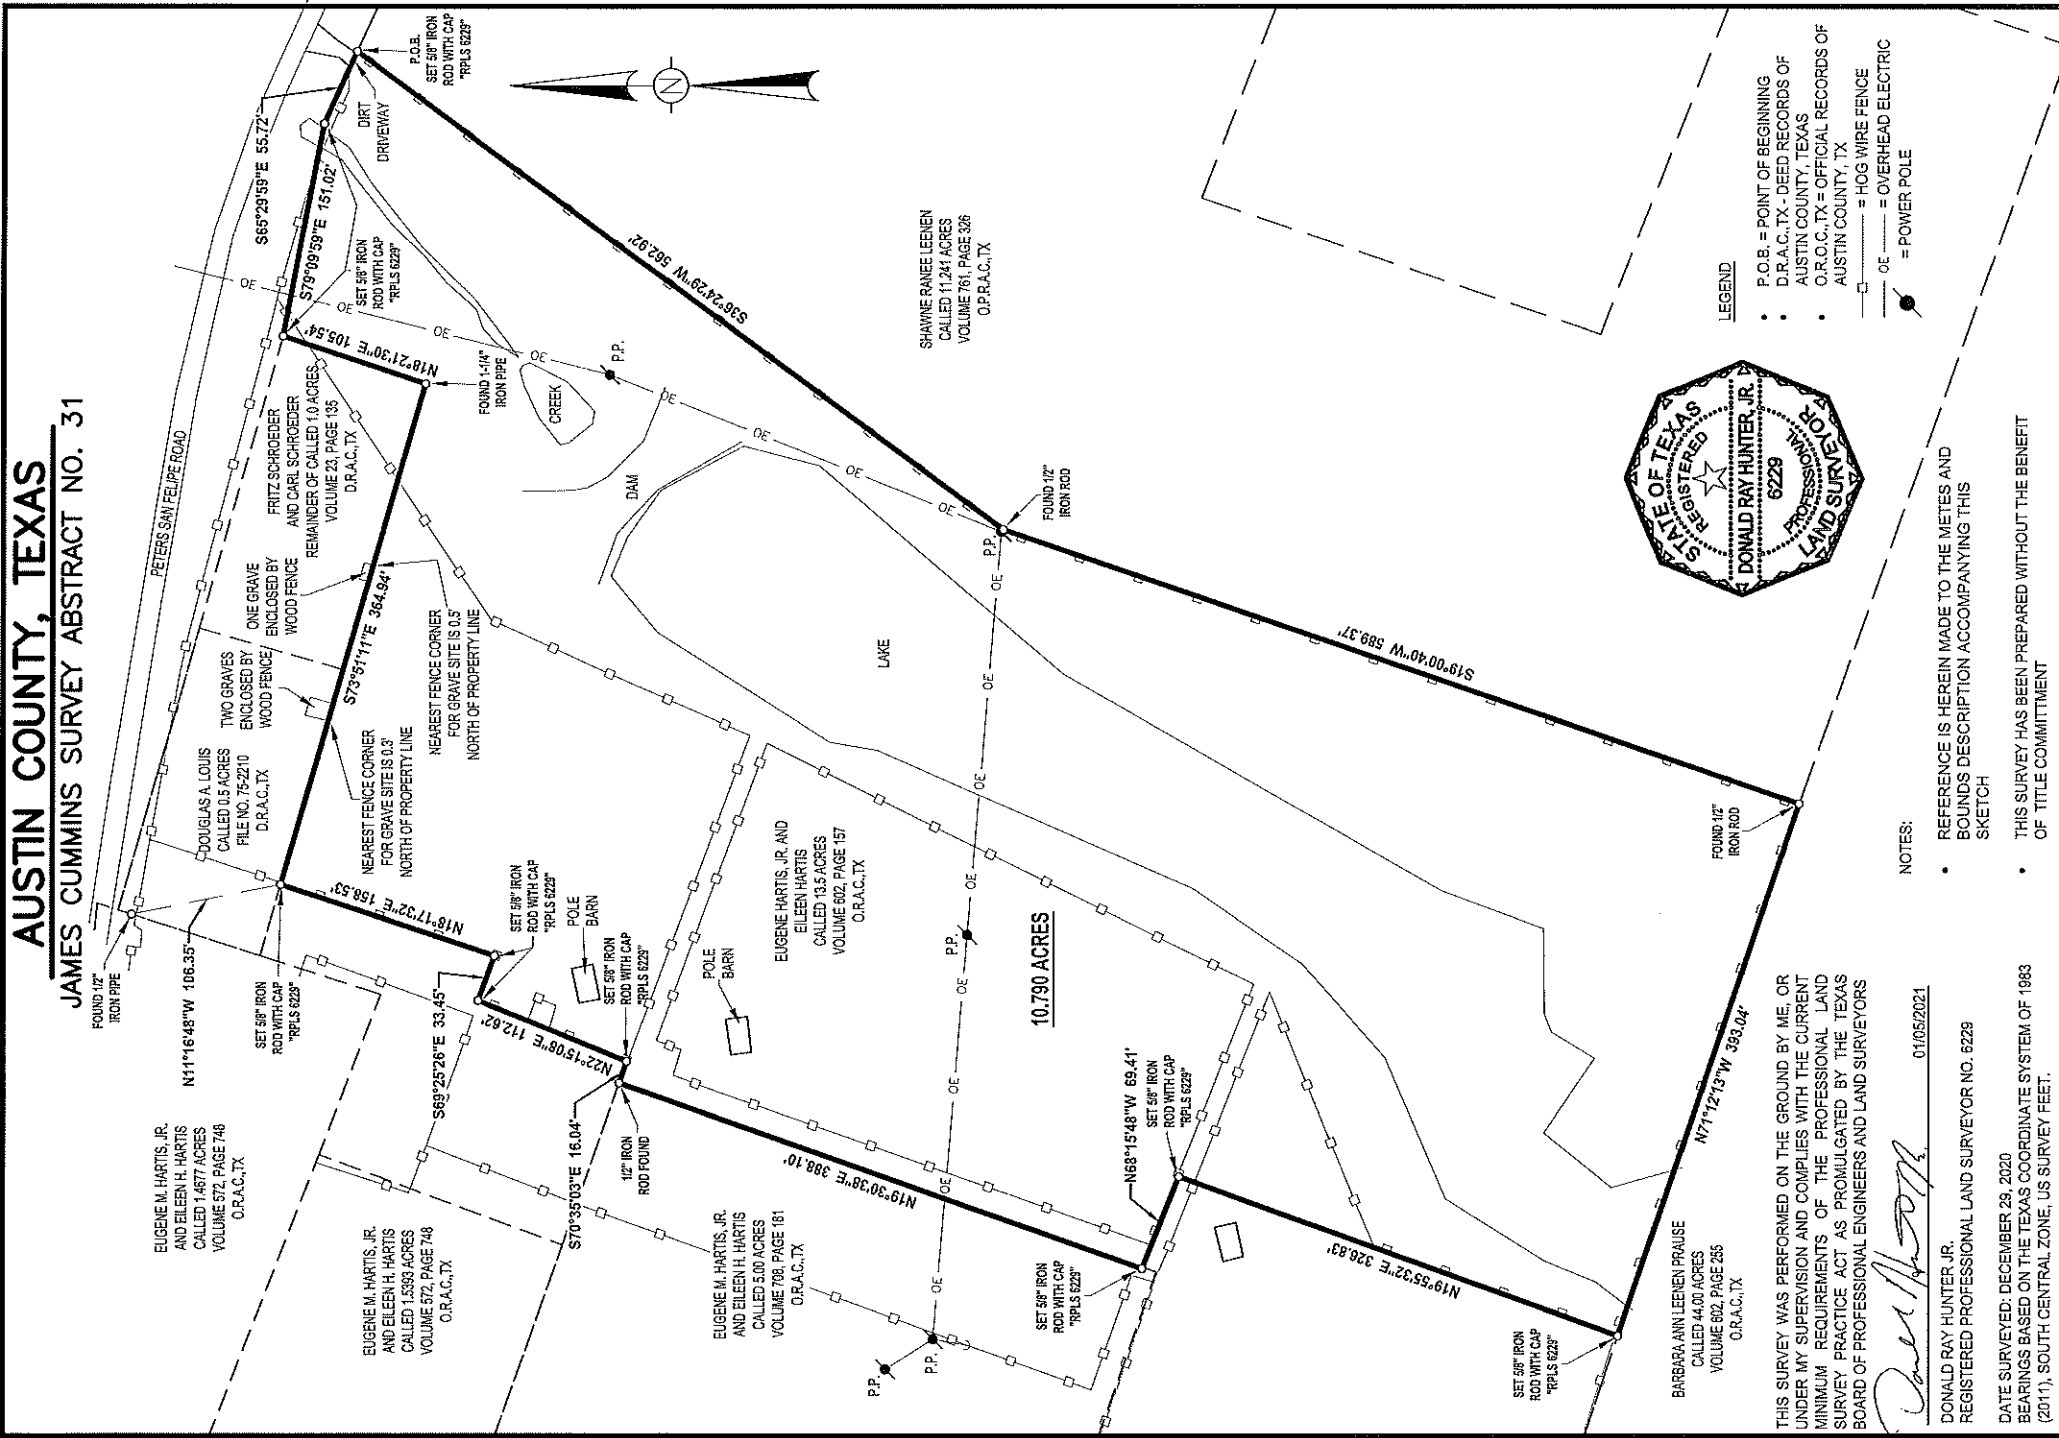 AUSTIN COUNTY, TEXAS
JAMES CUMMINS SURVEY ABSTRACT NO. 31
PETERS SAN FELIPE ROAD
FOUND 1/2"
IRON PIPE
N11°16'48"W 106.35'
SET 5/8" IRON
ROD WITH CAP
"RPLS 6229"
DOUGLAS A. LOUIS
CALLED 0.5 ACRES
FILE NO. 75-2210
D.R.A.C.,TX
TWO GRAVES
ENCLOSED BY
WOOD FENCE
ONE GRAVE
ENCLOSED BY
WOOD FENCE
FRITZ SCHROEDER
AND CARL SCHROEDER
REMAINDER OF CALLED 1.0 ACRES
VOLUME 23, PAGE 135
D.R.A.C.,TX
S65°29'59"E 55.72'
S79°09'59"E 151.02'
SET 5/8" IRON
ROD WITH CAP
"RPLS 6229"
N18°21'30"E 105.54'
S73°51'11"E 364.94'
DIRT
DRIVEWAY
P.O.B.
SET 5/8" IRON
ROD WITH CAP
"RPLS 6229"
N
FOUND 1-1/4"
IRON PIPE
NEAREST FENCE CORNER
FOR GRAVE SITE IS 0.3'
NORTH OF PROPERTY LINE
NEAREST FENCE CORNER
FOR GRAVE SITE IS 0.5'
NORTH OF PROPERTY LINE
N18°17'32"E 158.53'
S69°25'26"E 33.45'
SET 5/8" IRON
ROD WITH CAP
"RPLS 6229"
N22°15'08"E 112.62'
POLE
BARN
SET 5/8" IRON
ROD WITH CAP
"RPLS 6229"
S70°35'03"E 16.04'
1/2" IRON
ROD FOUND
POLE
BARN
EUGENE M. HARTIS, JR.
AND EILEEN H. HARTIS
CALLED 1.4677 ACRES
VOLUME 572, PAGE 748
O.R.A.C.,TX
EUGENE M. HARTIS, JR.
AND EILEEN H. HARTIS
CALLED 1.5393 ACRES
VOLUME 572, PAGE 748
O.R.A.C.,TX
EUGENE M. HARTIS, JR.
AND EILEEN H. HARTIS
CALLED 5.00 ACRES
VOLUME 708, PAGE 181
O.R.A.C.,TX
EUGENE HARTIS, JR. AND
EILEEN HARTIS
CALLED 13.5 ACRES
VOLUME 602, PAGE 157
O.R.A.C.,TX
CREEK
DAM
LAKE
OE
OE
OE
OE
P.P.
OE
OE
OE
OE
P.P.
OE
OE
OE
OE
P.P.
OE
OE
OE
OE
OE
P.P.
P.P.
S36°24'29"W 562.92'
SHAWNE RANEE LEENEN
CALLED 11.241 ACRES
VOLUME 761, PAGE 326
O.P.R.A.C.,TX
FOUND 1/2"
IRON ROD
S19°00'40"W 589.37'
N19°30'38"E 388.10'
10.790 ACRES
N68°15'48"W 69.41'
SET 5/8" IRON
ROD WITH CAP
"RPLS 6229"
SET 5/8" IRON
ROD WITH CAP
"RPLS 6229"
N19°55'32"E 326.83'
FOUND 1/2"
IRON ROD
N71°12'13"W 393.04'
SET 5/8" IRON
ROD WITH CAP
"RPLS 6229"
BARBARA ANN LEENEN PRAUSE
CALLED 44.00 ACRES
VOLUME 802, PAGE 265
O.R.A.C.,TX
STATE OF TEXAS
REGISTERED
DONALD RAY HUNTER, JR.
6229
PROFESSIONAL
LAND SURVEYOR
LEGEND
• P.O.B. = POINT OF BEGINNING
• D.R.A.C.,TX - DEED RECORDS OF
AUSTIN COUNTY, TEXAS
• O.R.O.C.,TX = OFFICIAL RECORDS OF
AUSTIN COUNTY, TX
= HOG WIRE FENCE
OE = OVERHEAD ELECTRIC
= POWER POLE
THIS SURVEY WAS PERFORMED ON THE GROUND BY ME, OR
UNDER MY SUPERVISION AND COMPLIES WITH THE CURRENT
MINIMUM REQUIREMENTS OF THE PROFESSIONAL LAND
SURVEY PRACTICE ACT AS PROMULGATED BY THE TEXAS
BOARD OF PROFESSIONAL ENGINEERS AND LAND SURVEYORS
01/05/2021
DONALD RAY HUNTER JR.
REGISTERED PROFESSIONAL LAND SURVEYOR NO. 6229
DATE SURVEYED: DECEMBER 29, 2020
BEARINGS BASED ON THE TEXAS COORDINATE SYSTEM OF 1983
(2011), SOUTH CENTRAL ZONE, US SURVEY FEET.
NOTES:
• REFERENCE IS HEREIN MADE TO THE METES AND
BOUNDS DESCRIPTION ACCOMPANYING THIS
SKETCH
• THIS SURVEY HAS BEEN PREPARED WITHOUT THE BENEFIT
OF TITLE COMMITTMENT